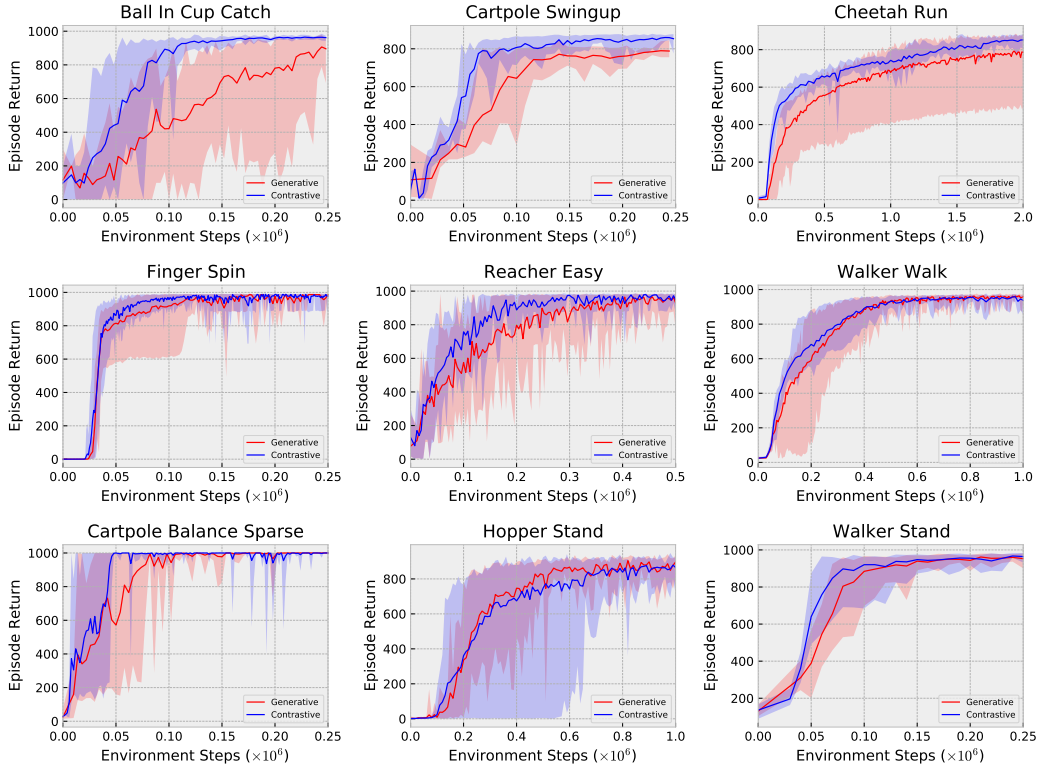 Ball In Cup Catch
Episode Return
1000
800
600
400
200
0
0.00 0.05 0.10 0.15 0.20 0.25
Environment Steps (×10⁶)
Generative
Contrastive
Cartpole Swingup
Episode Return
800
600
400
200
0
0.00 0.05 0.10 0.15 0.20 0.25
Environment Steps (×10⁶)
Generative
Contrastive
Cheetah Run
Episode Return
800
600
400
200
0
0.0 0.5 1.0 1.5 2.0
Environment Steps (×10⁶)
Generative
Contrastive
Finger Spin
Episode Return
1000
800
600
400
200
0
0.00 0.05 0.10 0.15 0.20 0.25
Environment Steps (×10⁶)
Generative
Contrastive
Reacher Easy
Episode Return
1000
800
600
400
200
0
0.0 0.1 0.2 0.3 0.4 0.5
Environment Steps (×10⁶)
Generative
Contrastive
Walker Walk
Episode Return
1000
800
600
400
200
0
0.0 0.2 0.4 0.6 0.8 1.0
Environment Steps (×10⁶)
Generative
Contrastive
Cartpole Balance Sparse
Episode Return
1000
800
600
400
200
0
0.00 0.05 0.10 0.15 0.20 0.25
Environment Steps (×10⁶)
Generative
Contrastive
Hopper Stand
Episode Return
800
600
400
200
0
0.0 0.2 0.4 0.6 0.8 1.0
Environment Steps (×10⁶)
Generative
Contrastive
Walker Stand
Episode Return
1000
800
600
400
200
0.00 0.05 0.10 0.15 0.20 0.25
Environment Steps (×10⁶)
Generative
Contrastive